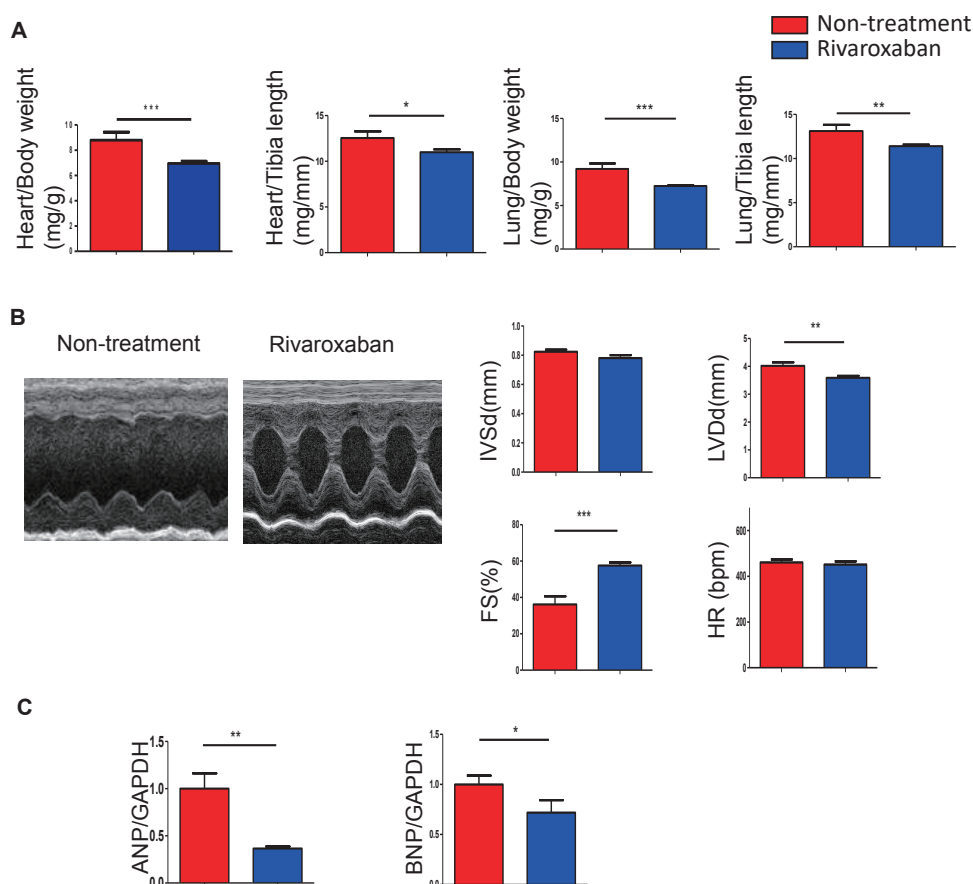 A
Non-treatment
Rivaroxaban
Heart/Body weight
(mg/g)
10
8
6
4
2
0
***
Heart/Tibia length
(mg/mm)
15
10
5
0
*
Lung/Body weight
(mg/g)
15
10
5
0
***
Lung/Tibia length
(mg/mm)
15
10
5
0
**
B
Non-treatment
Rivaroxaban
IVSd(mm)
1.0
0.8
0.6
0.4
0.2
0.0
LVDd(mm)
5
4
3
2
1
0
**
FS(%)
80
60
40
20
0
***
HR (bpm)
600
400
200
0
C
ANP/GAPDH
1.5
1.0
0.5
0.0
**
BNP/GAPDH
1.5
1.0
0.5
0.0
*